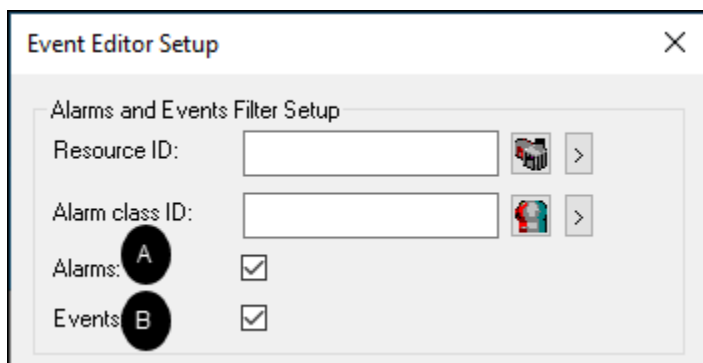 Event Editor Setup
Alarms and Events Filter Setup
Resource ID:
>
Alarm class ID:
>
Alarms: A
Events B